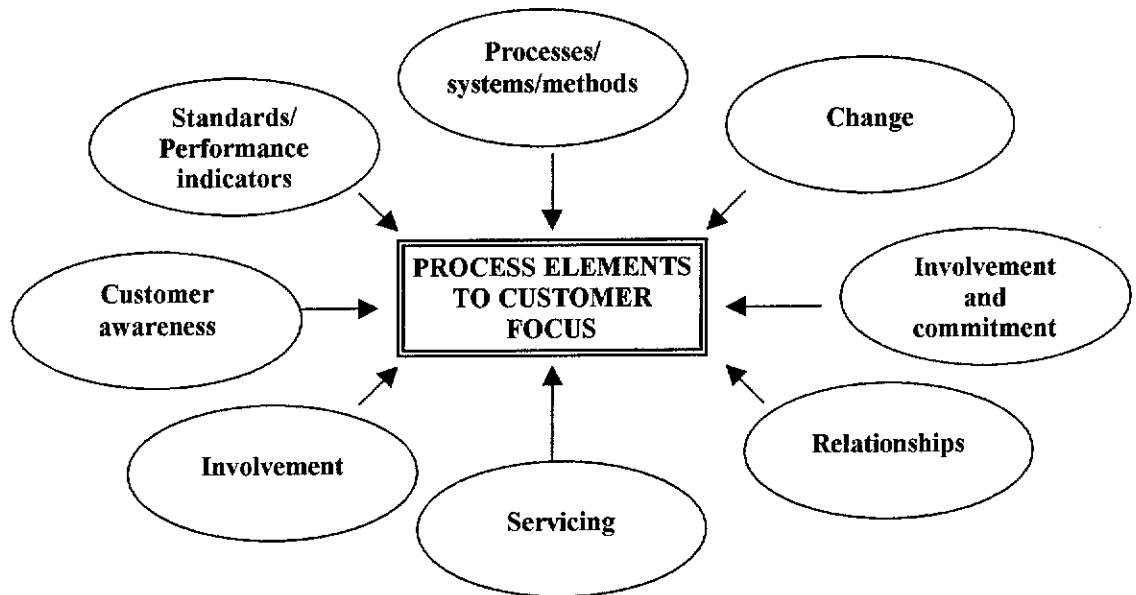 Processes/
systems/methods
Change
Standards/
Performance
indicators
PROCESS ELEMENTS
TO CUSTOMER
FOCUS
Involvement
and
commitment
Customer
awareness
Relationships
Involvement
Servicing